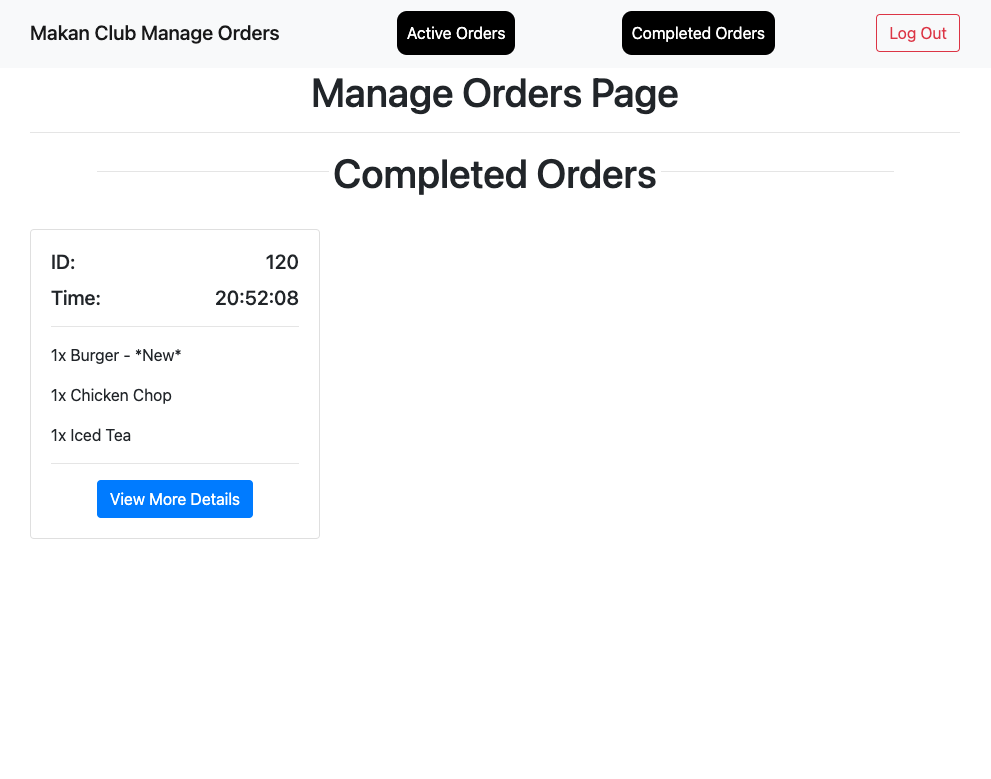 Makan Club Manage Orders Active Orders Completed Orders Log Out
Manage Orders Page
Completed Orders
ID: 120
Time: 20:52:08
1x Burger - *New*
1x Chicken Chop
1x Iced Tea
View More Details